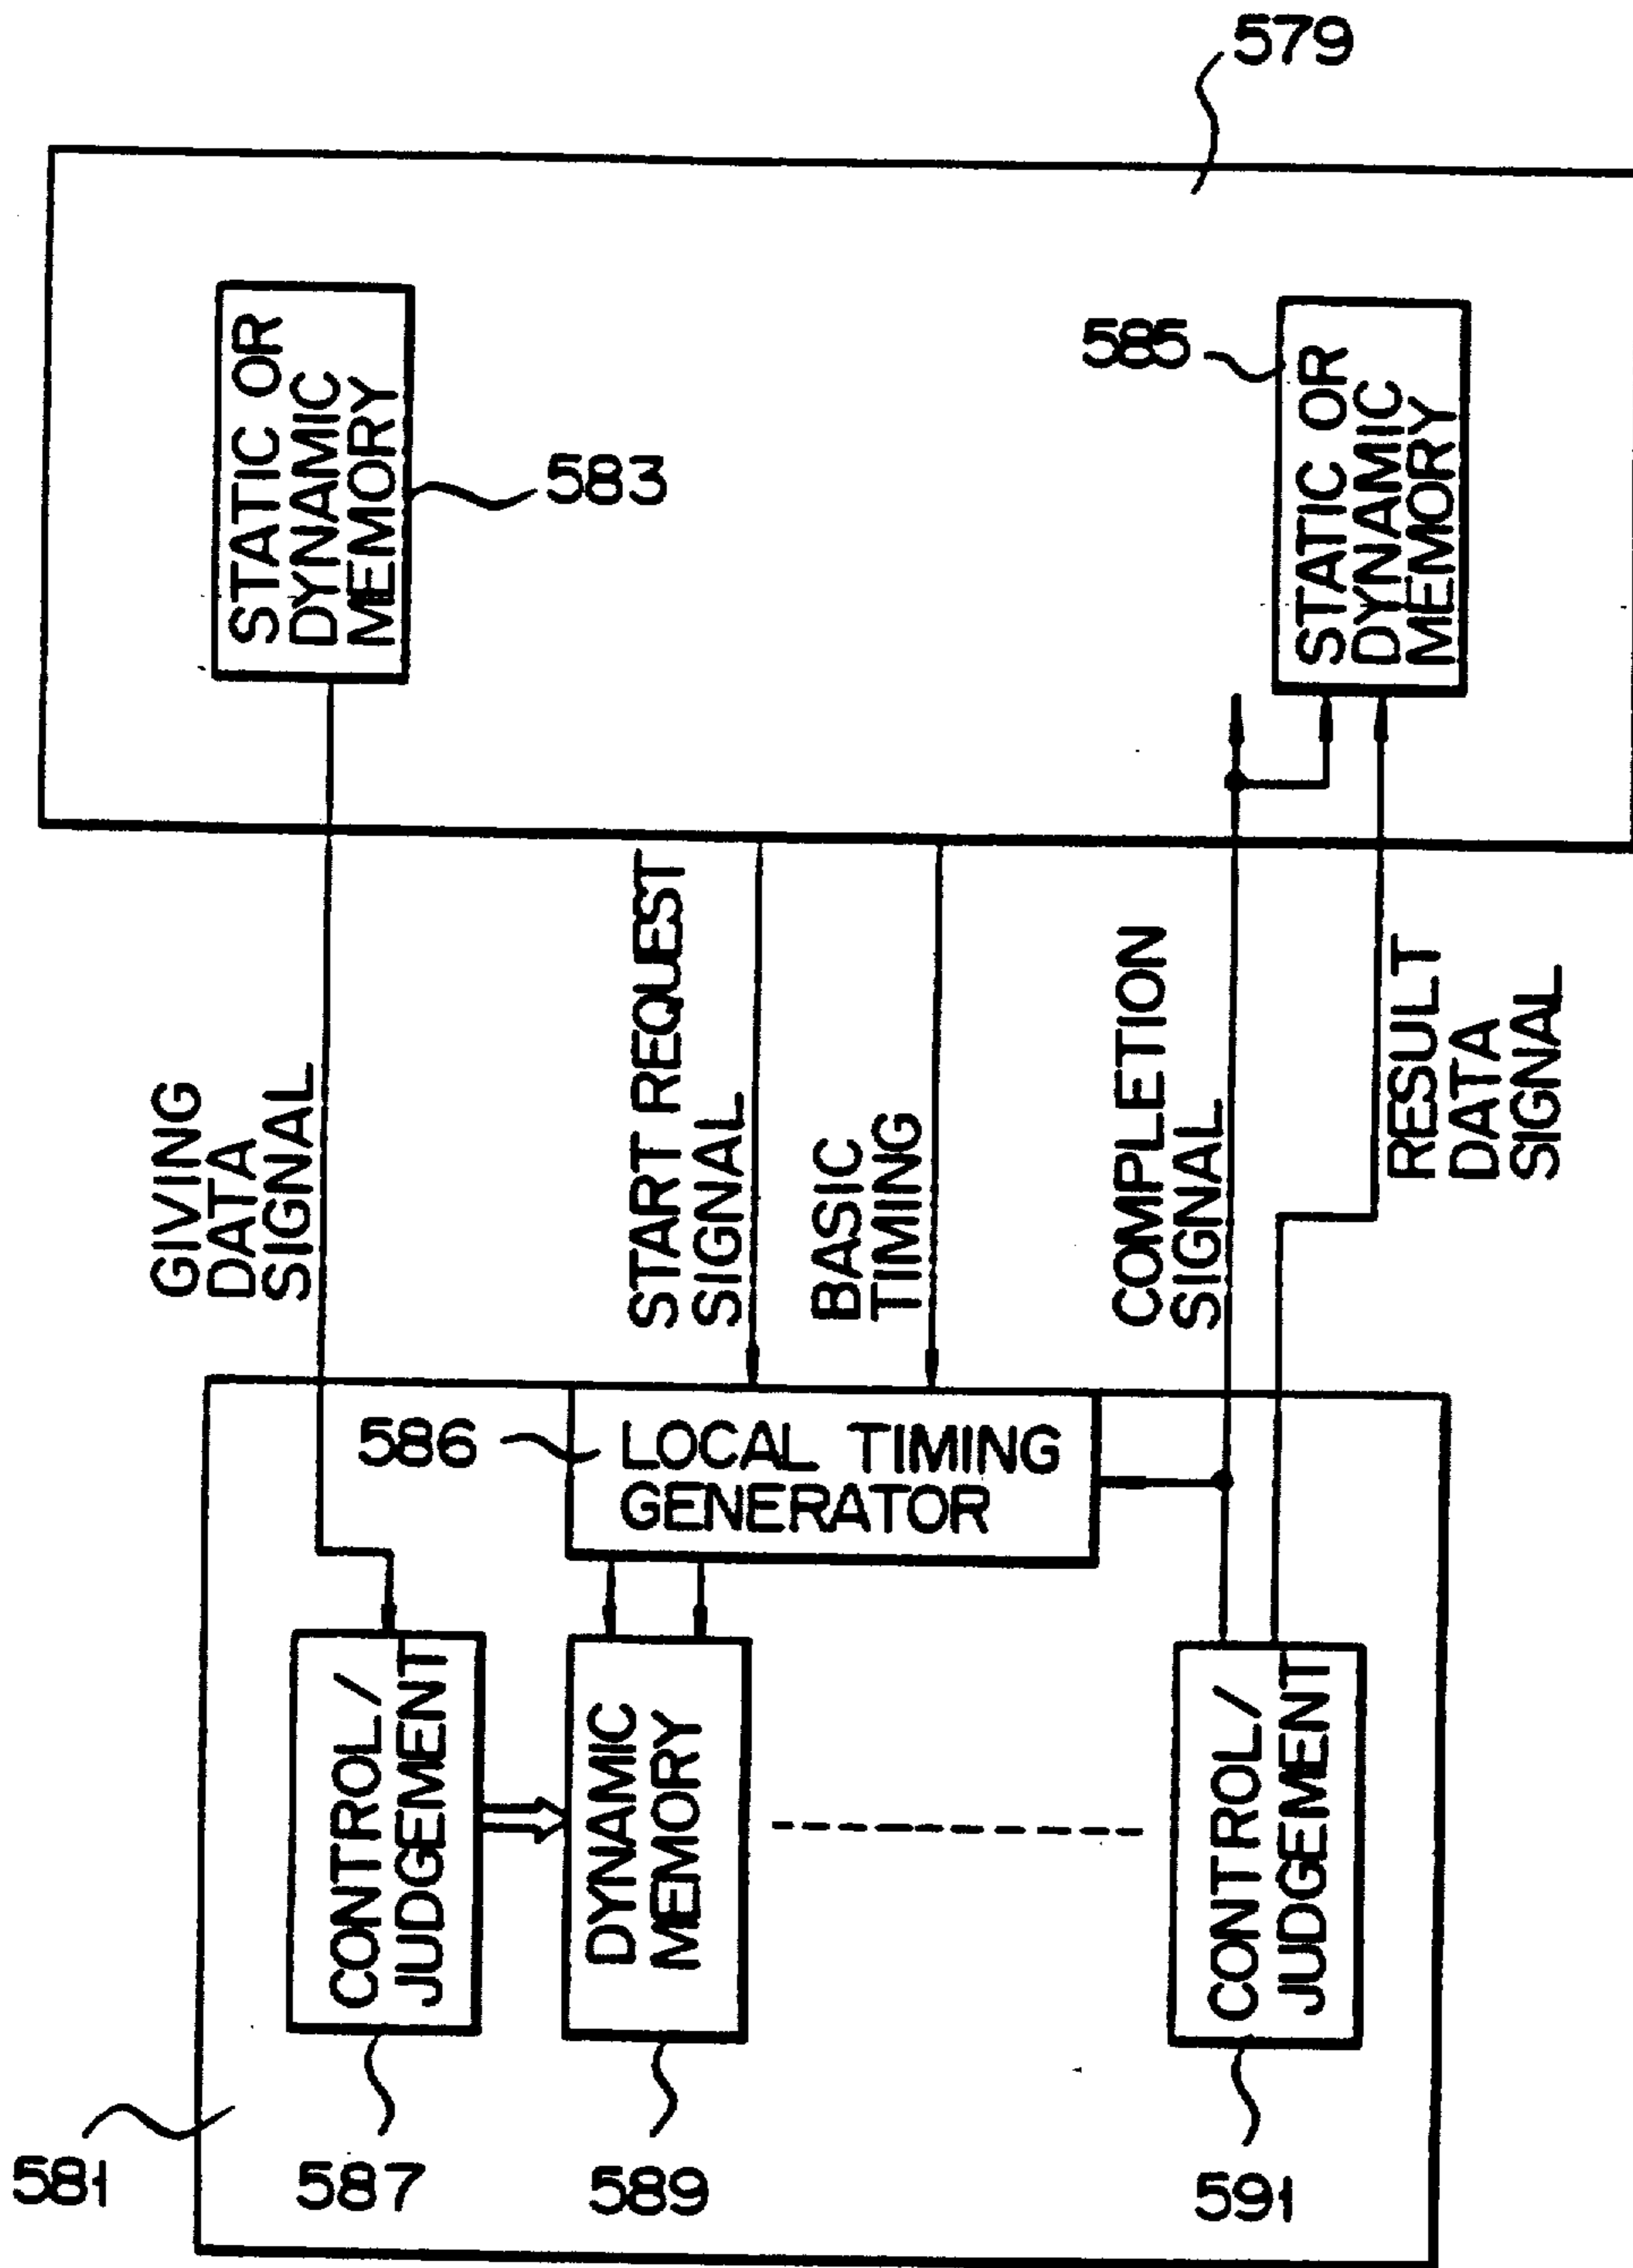 579
STATIC OR
DYNAMIC
MEMORY
583
585
STATIC OR
DYNAMIC
MEMORY
GIVING
DATA
SIGNAL
START REQUEST
SIGNAL
BASIC
TIMING
COMPLETION
SIGNAL
RESULT
DATA
SIGNAL
586
LOCAL TIMING
GENERATOR
CONTROL/
JUDGEMENT
DYNAMIC
MEMORY
CONTROL/
JUDGEMENT
581
587
589
591